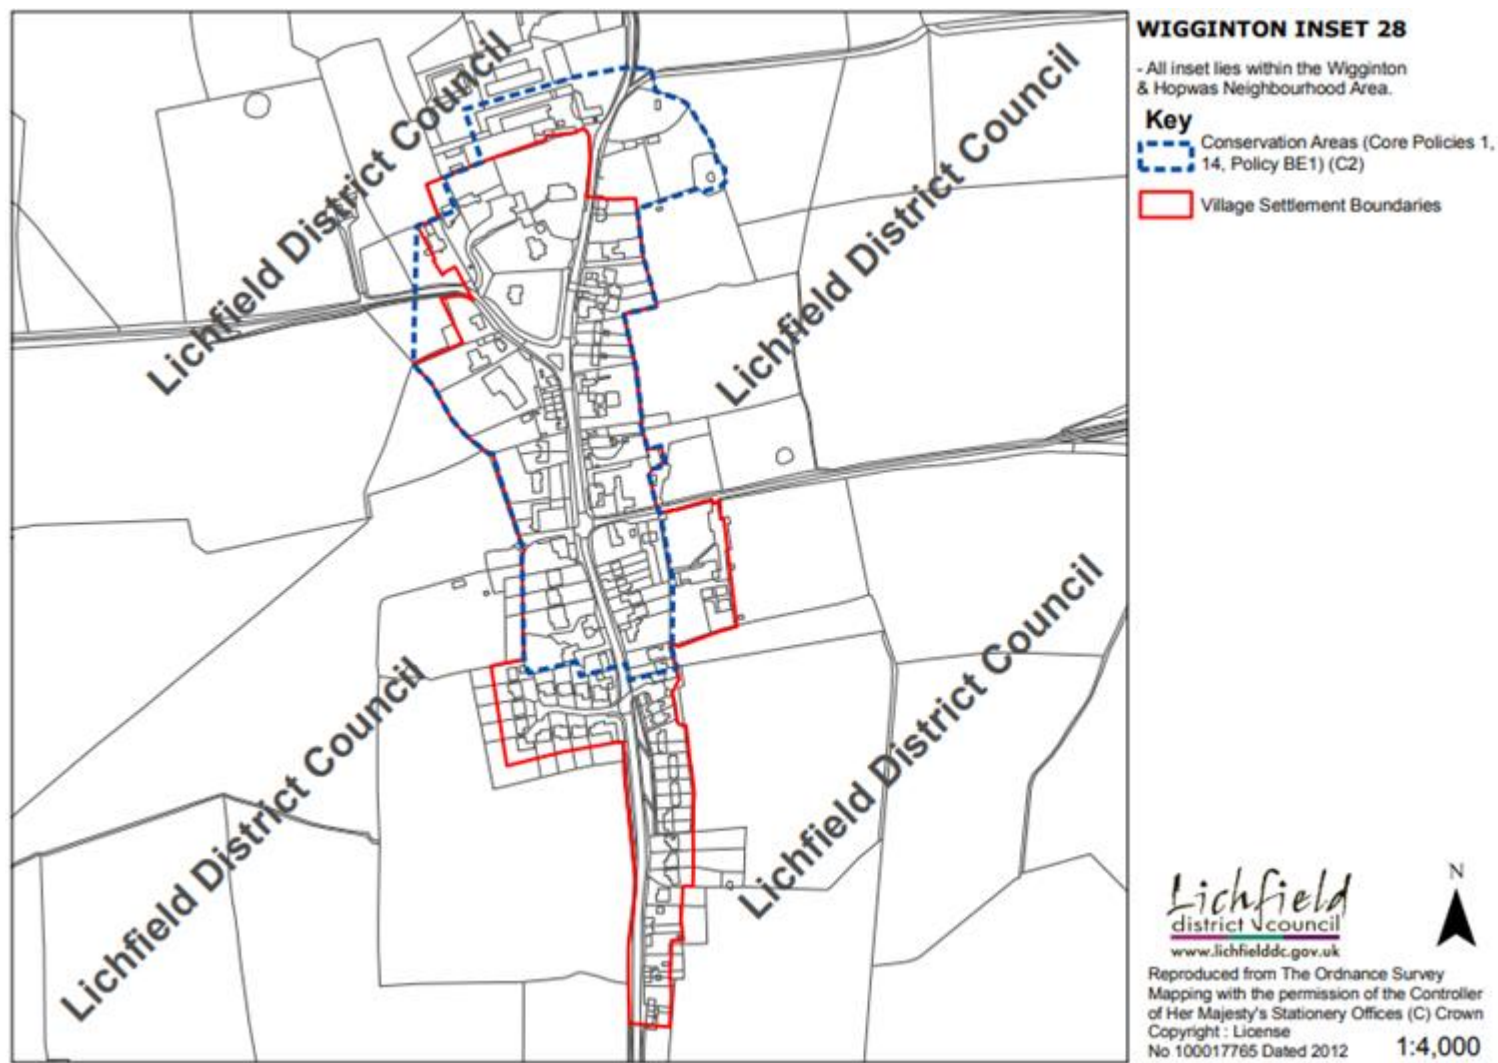 WIGGINTON INSET 28
- All inset lies within the Wigginton
& Hopwas Neighbourhood Area.
Key
Conservation Areas (Core Policies 1,
14, Policy BE1) (C2)
Village Settlement Boundaries
Lichfield District Council
Lichfield District Council
Lichfield District Council
Lichfield District Council
Lichfield
district council
www.lichfielddc.gov.uk
N
Reproduced from The Ordnance Survey
Mapping with the permission of the Controller
of Her Majesty's Stationery Offices (C) Crown
Copyright : License
No 100017765 Dated 2012
1:4,000